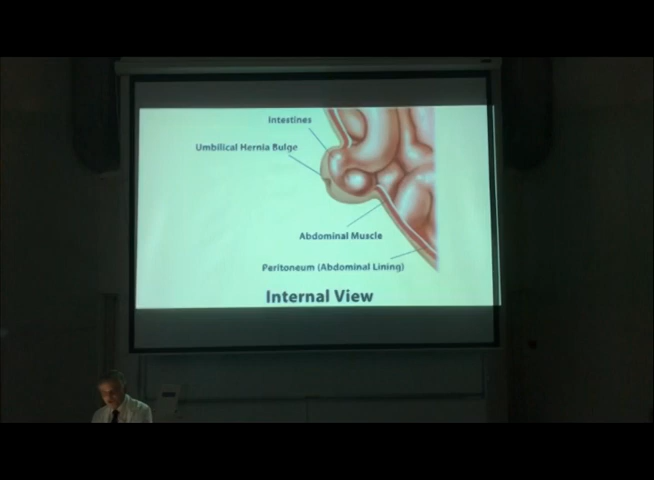 Intestines
Umbilical Hernia Bulge
Abdominal Muscle
Peritoneum (Abdominal Lining)
Internal View